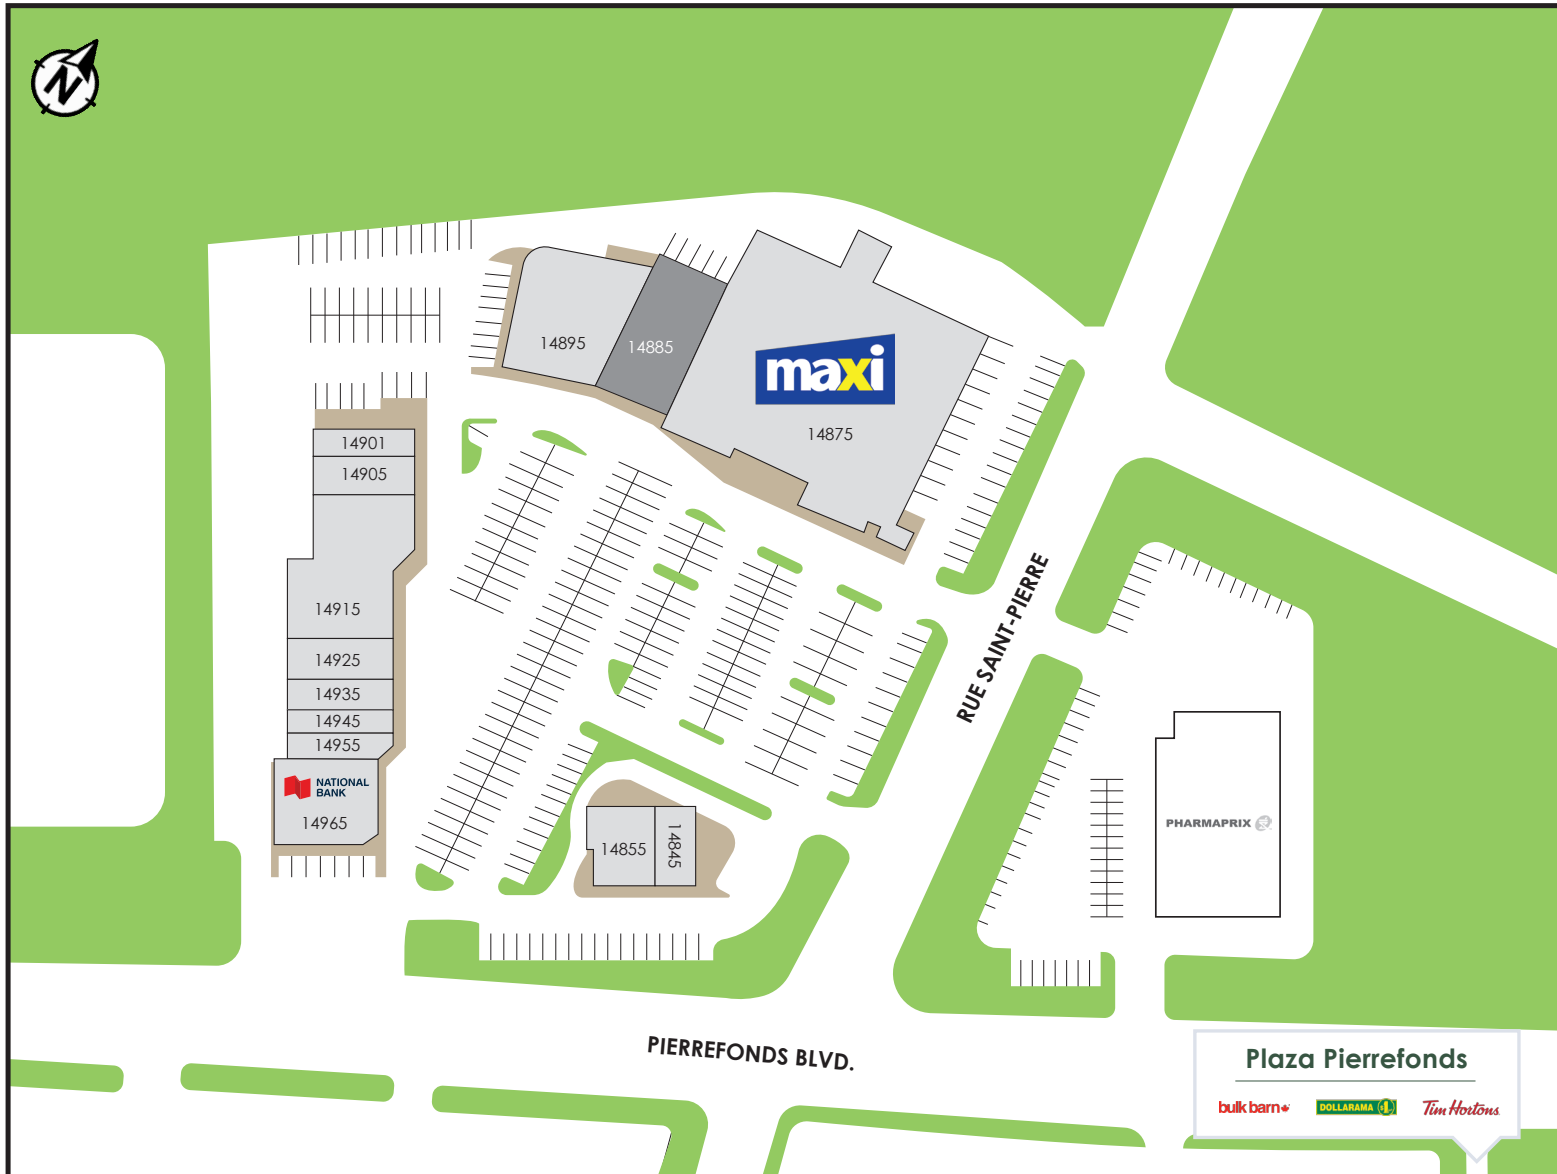 N
14895
14885
maxi
14875
14901
14905
14915
14925
14935
14945
14955
NATIONAL
BANK
14965
14855
14845
RUE SAINT-PIERRE
PHARMAPRIX
PIERREFONDS BLVD.
Plaza Pierrefonds
bulk barn
DOLLARAMA
Tim Hortons